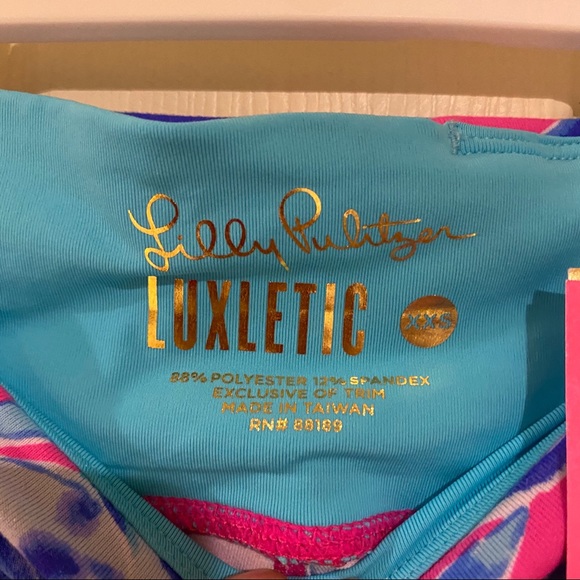 Lilly Pulitzer
LUXLETIC XXS
88% POLYESTER 12% SPANDEX
EXCLUSIVE OF TRIM
MADE IN TAIWAN
RN# 88189